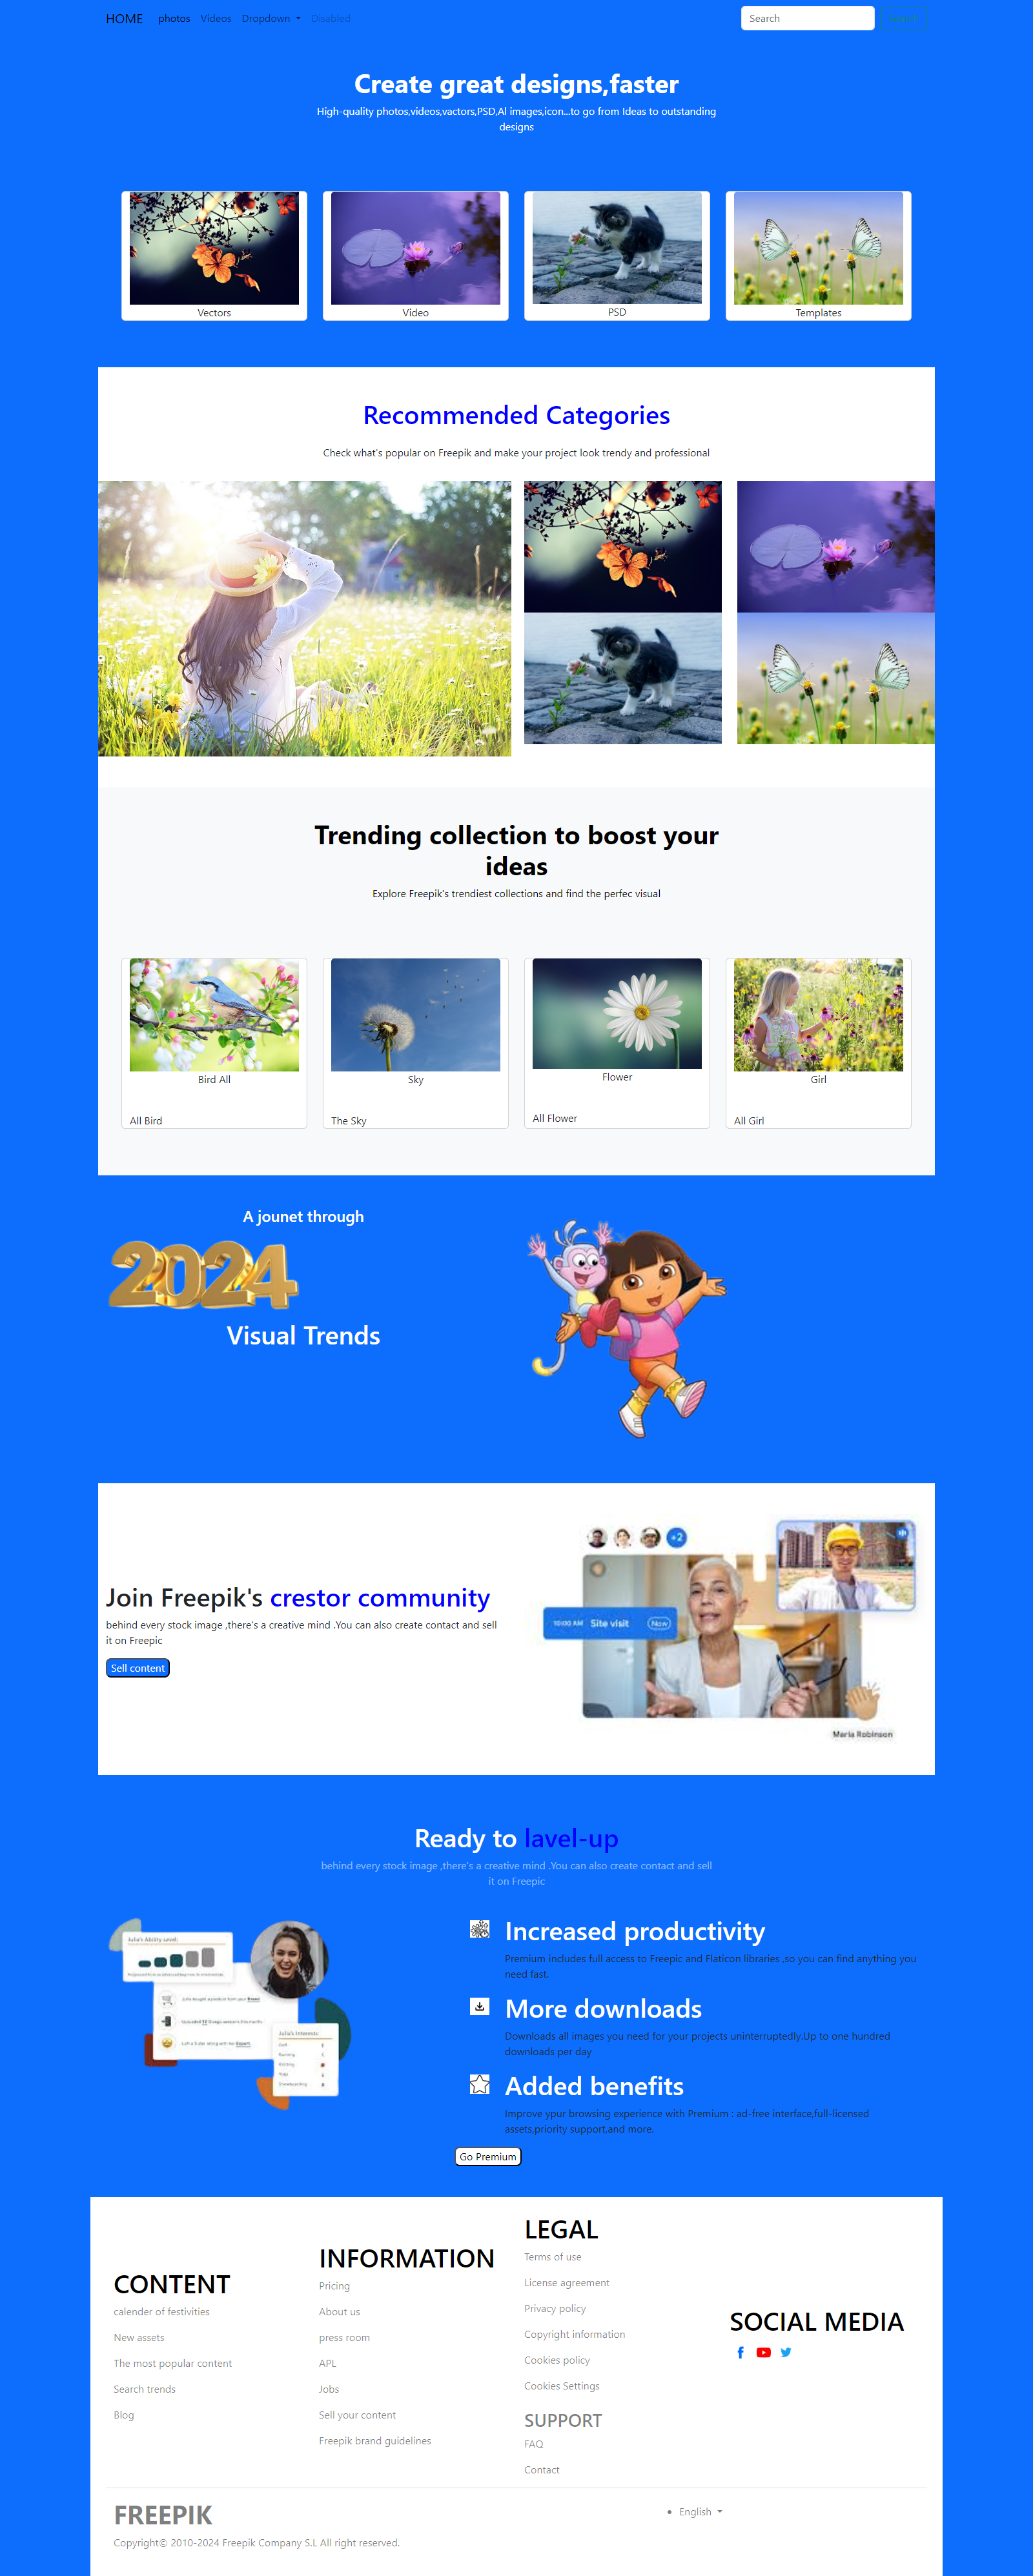 HOME photos Videos Dropdown Disabled Search Search
Create great designs,faster
High-quality photos,videos,vactors,PSD,Al images,icon...to go from Ideas to outstanding
designs
Vectors Video PSD Templates
Recommended Categories
Check what's popular on Freepik and make your project look trendy and professional
Trending collection to boost your
ideas
Explore Freepik's trendiest collections and find the perfec visual
Bird All Sky Flower Girl
All Bird The Sky All Flower All Girl
A jounet through
2024
Visual Trends
+2
10:00 AM Site visit Now
Maria Robinson
Join Freepik's crestor community
behind every stock image ,there's a creative mind .You can also create contact and sell
it on Freepic
Sell content
Ready to lavel-up
behind every stock image ,there's a creative mind .You can also create contact and sell
it on Freepic
Julia's Ability Level:
Julia's Interests:
Increased productivity
Premium includes full access to Freepic and Flaticon libraries ,so you can find anything you
need fast.
More downloads
Downloads all images you need for your projects uninterruptedly.Up to one hundred
downloads per day
Added benefits
Improve ypur browsing experience with Premium : ad-free interface,full-licensed
assets,priority support,and more.
Go Premium
CONTENT
calender of festivities
New assets
The most popular content
Search trends
Blog
INFORMATION
Pricing
About us
press room
APL
Jobs
Sell your content
Freepik brand guidelines
LEGAL
Terms of use
License agreement
Privacy policy
Copyright information
Cookies policy
Cookies Settings
SUPPORT
FAQ
Contact
SOCIAL MEDIA
FREEPIK
Copyright© 2010-2024 Freepik Company S.L All right reserved.
English